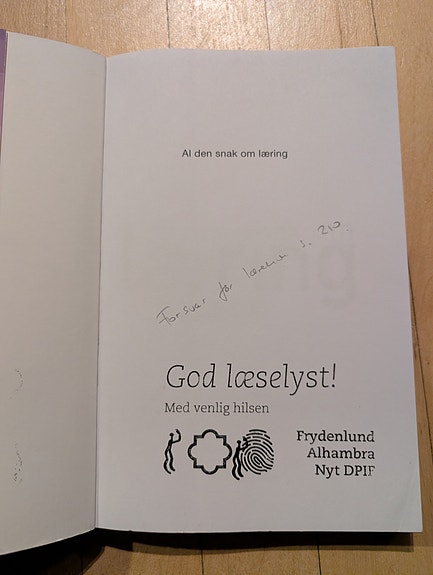 Al den snak om læring
Forsvar for s. 210.
God læselyst!
Med venlig hilsen
Frydenlund
Alhambra
Nyt DPIF